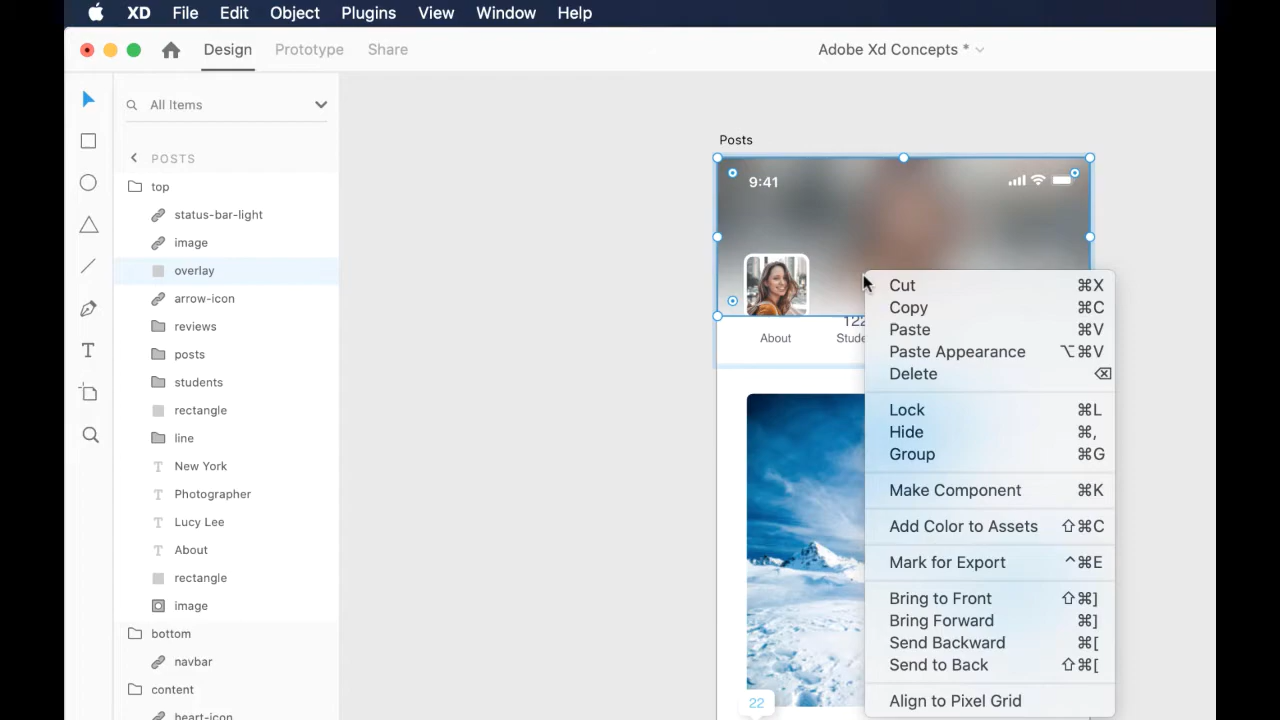 XD File Edit Object Plugins View Window Help
Design Prototype Share
Adobe Xd Concepts *
All Items
POSTS
top
status-bar-light
image
overlay
arrow-icon
reviews
posts
students
rectangle
line
New York
Photographer
Lucy Lee
About
rectangle
image
bottom
navbar
content
heart-icon
Posts
9:41
About
122
Stude
22
Cut ⌘X
Copy ⌘C
Paste ⌘V
Paste Appearance ⌥⌘V
Delete ⌫
Lock ⌘L
Hide ⌘,
Group ⌘G
Make Component ⌘K
Add Color to Assets ⇧⌘C
Mark for Export ^⌘E
Bring to Front ⇧⌘]
Bring Forward ⌘]
Send Backward ⌘[
Send to Back ⇧⌘[
Align to Pixel Grid